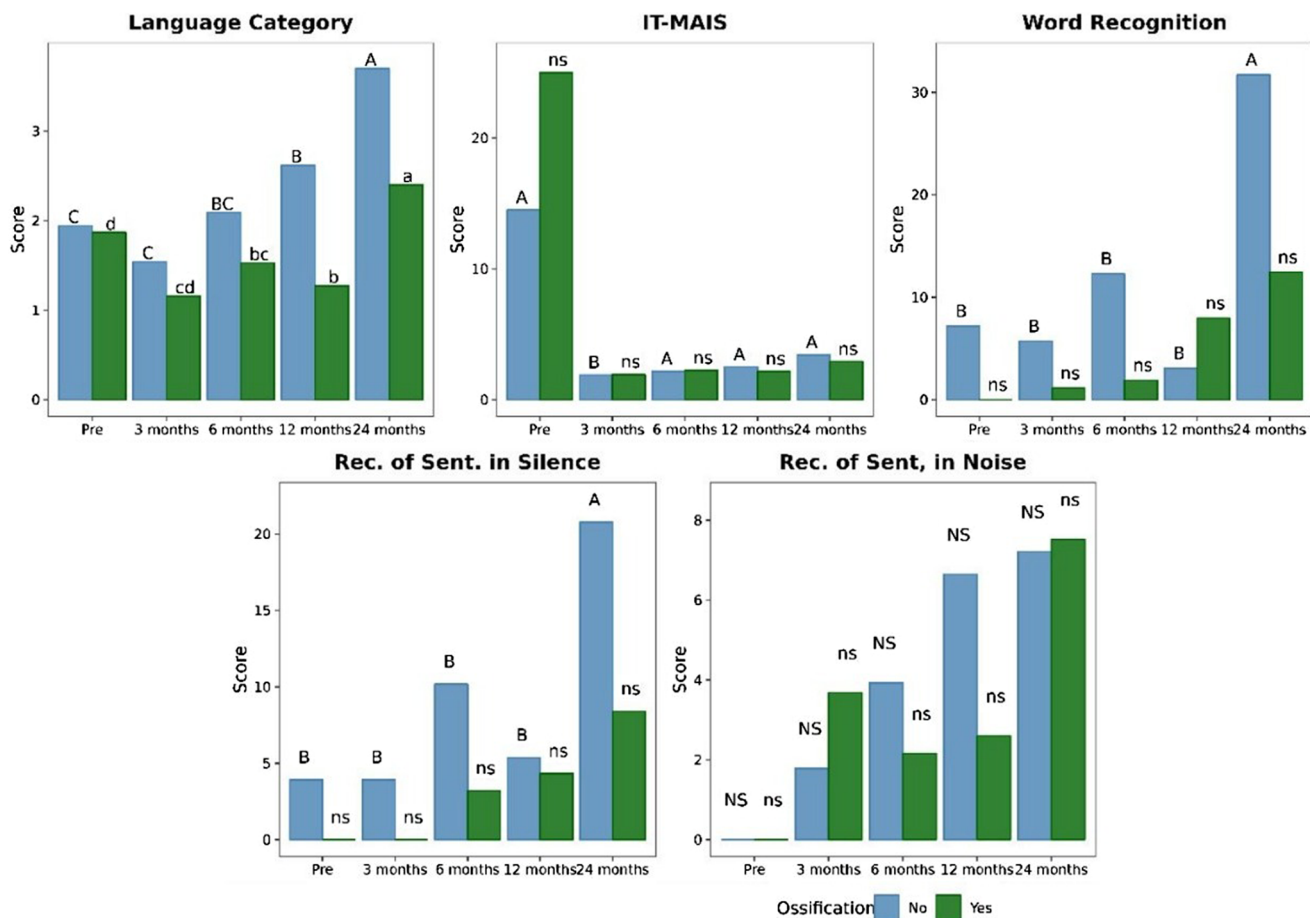 Language Category
Score
3
2
1
0
C
d
C
cd
BC
bc
B
b
A
a
Pre
3 months
6 months
12 months
24 months
IT-MAIS
Score
20
10
0
A
ns
B
ns
A
ns
A
ns
A
ns
Pre
3 months
6 months
12 months
24 months
Word Recognition
Score
30
20
10
0
B
ns
B
ns
B
ns
B
ns
A
ns
Pre
3 months
6 months
12 months
24 months
Rec. of Sent. in Silence
Score
20
15
10
5
0
B
ns
B
ns
B
ns
B
ns
A
ns
Pre
3 months
6 months
12 months
24 months
Rec. of Sent, in Noise
Score
8
6
4
2
0
NS
ns
NS
ns
NS
ns
NS
ns
NS
ns
Pre
3 months
6 months
12 months
24 months
Ossification No Yes